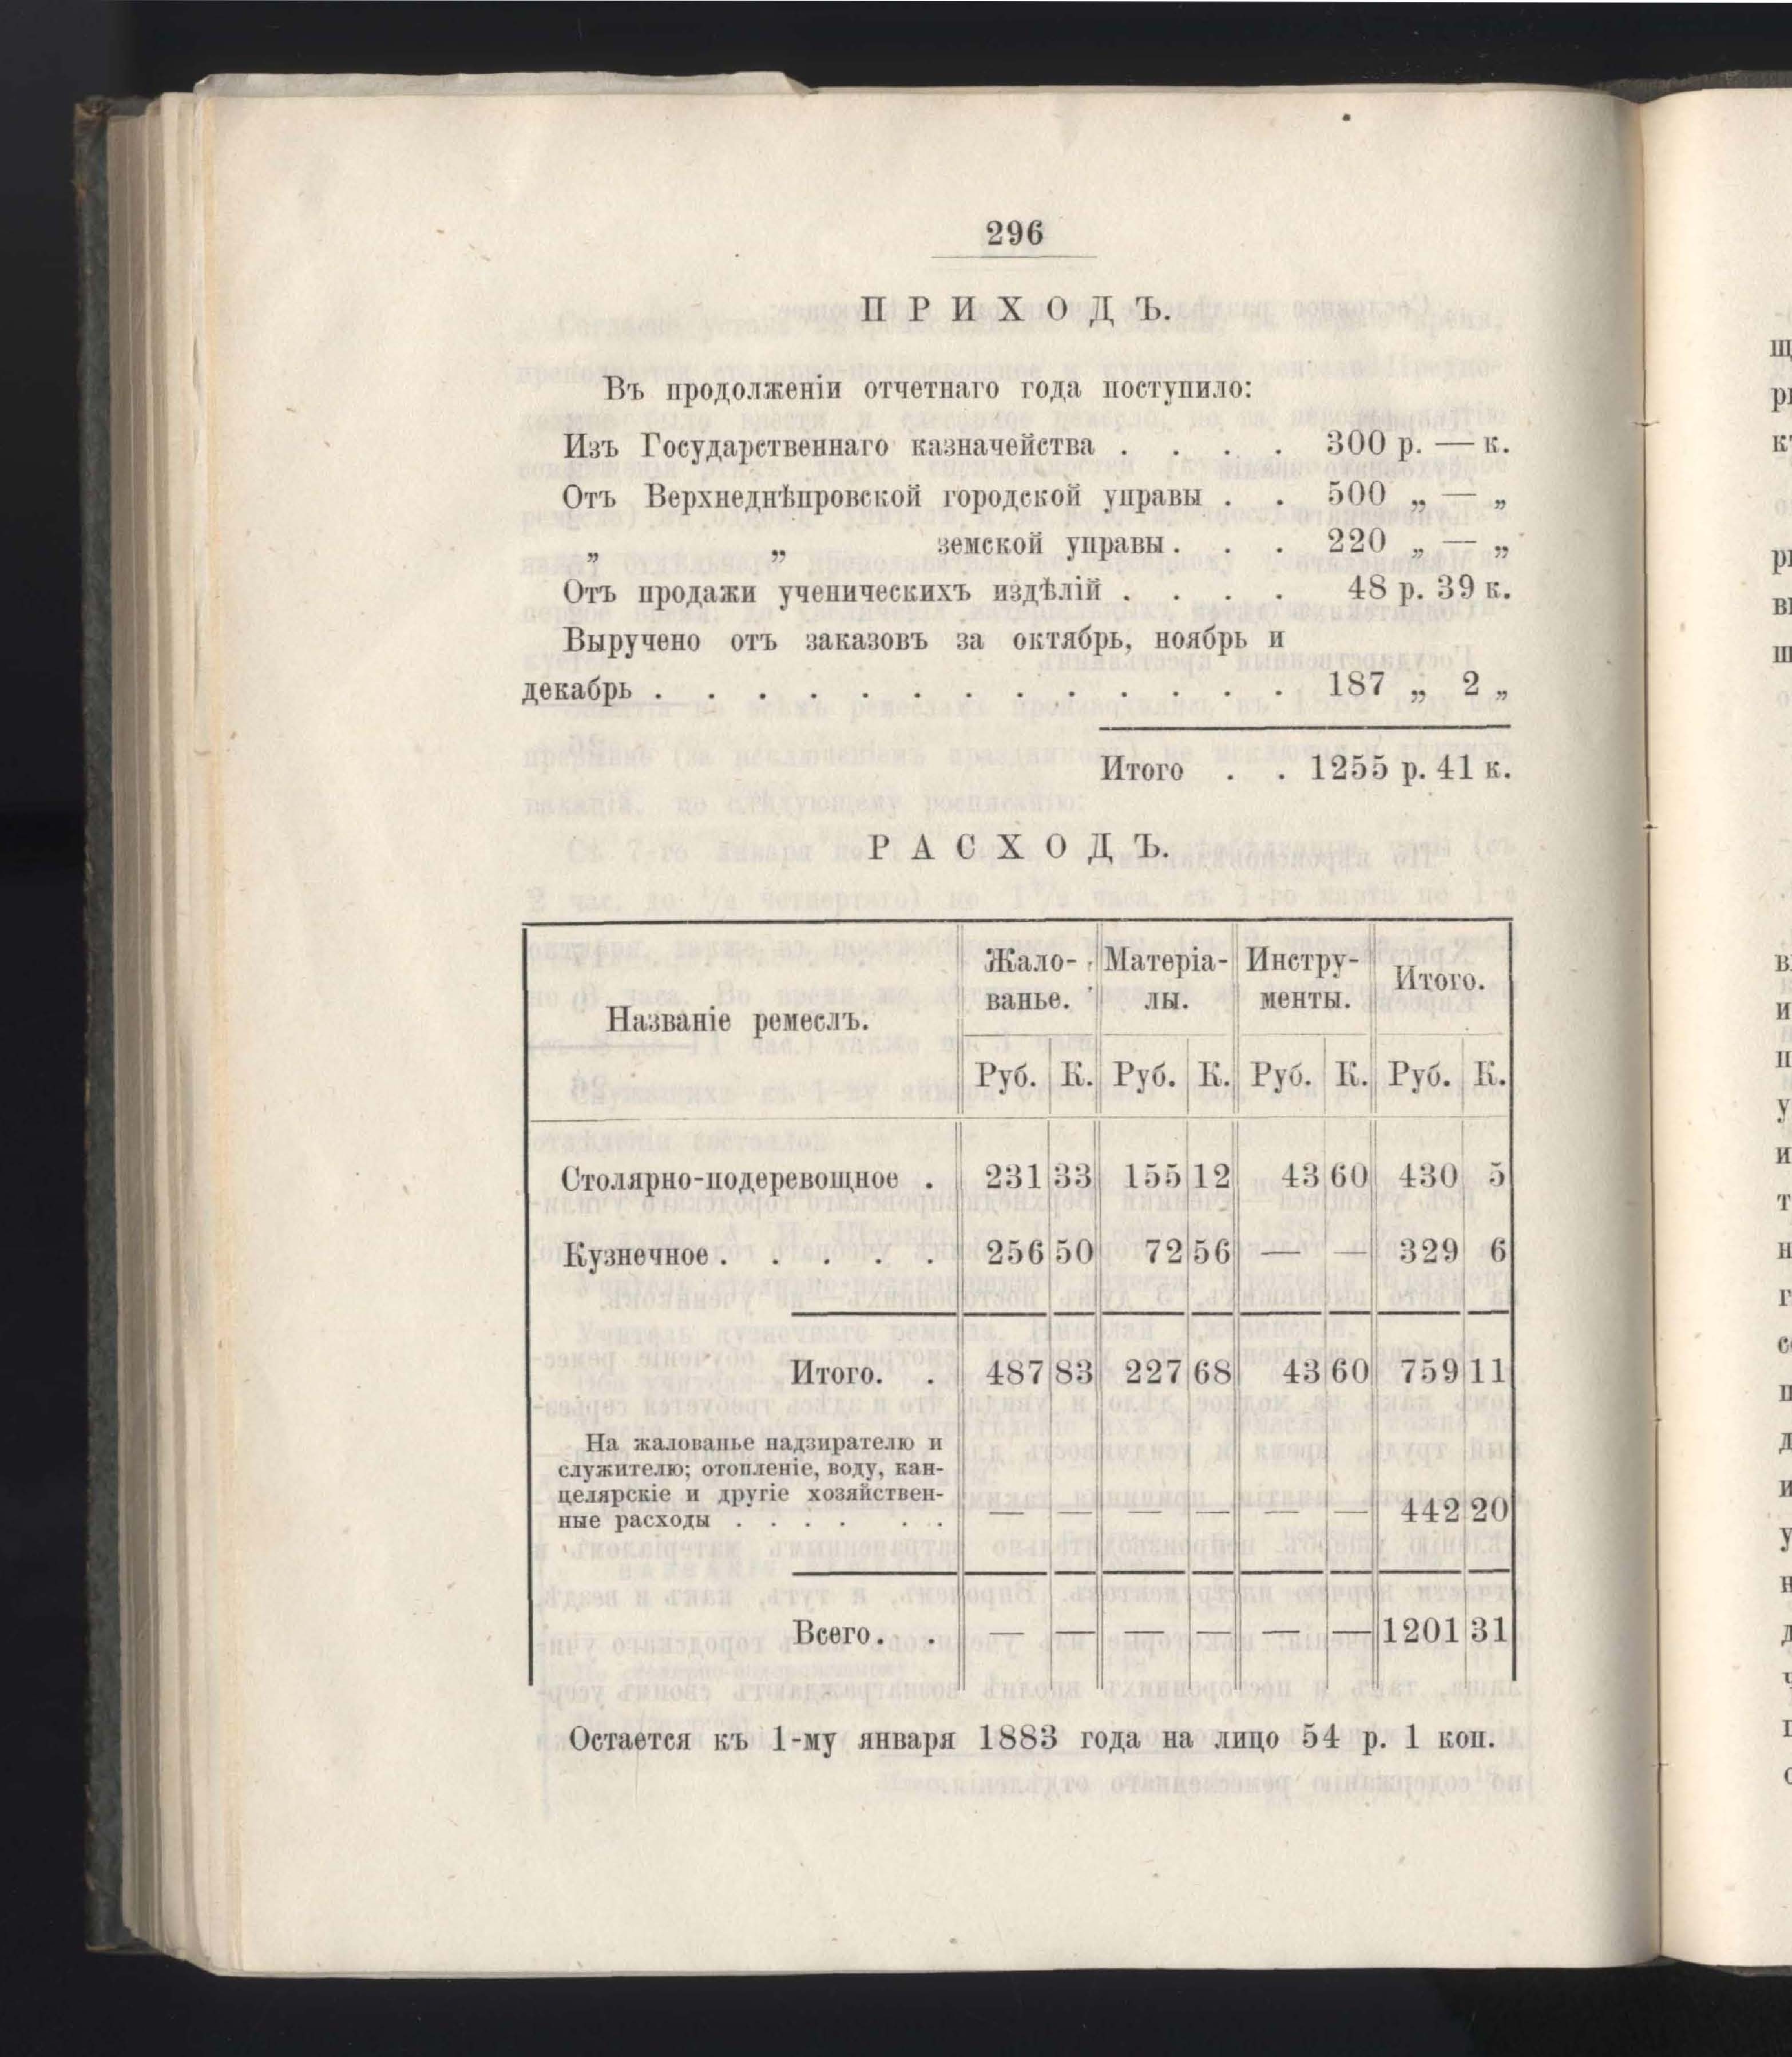 296
ПРИХОДЪ.
Въ продолженіи отчетнаго года поступило:
Изъ Государственнаго казначейства . . . . 300 р. — к.
Отъ Верхнеднѣпровской городской управы . . 500 „ — „
„ „ земской управы . . . 220 „ — „
Отъ продажи ученическихъ издѣлій . . . . 48 р. 39 к.
Выручено отъ заказовъ за октябрь, ноябрь и
декабрь . . . . . . . . . . . . . 187 „ 2 „
Итого . . 1255 р. 41 к.
РАСХОДЪ.
Названіе ремеслъ. Жало- Матеріа- Инстру- Итого.
ванье. лы. менты.
Руб. К. Руб. К. Руб. К. Руб. К.
Столярно-подеревощное . 231 33 155 12 43 60 430 5
Кузнечное . . . . . 256 50 72 56 — — 329 6
Итого. . 487 83 227 68 43 60 759 11
На жалованье надзирателю и
служителю; отопленіе, воду, кан-
целярскіе и другіе хозяйствен-
ные расходы . . . . . . — — — — — — 442 20
Всего. . — — — — — — 1201 31
Остается къ 1-му января 1883 года на лицо 54 р. 1 коп.